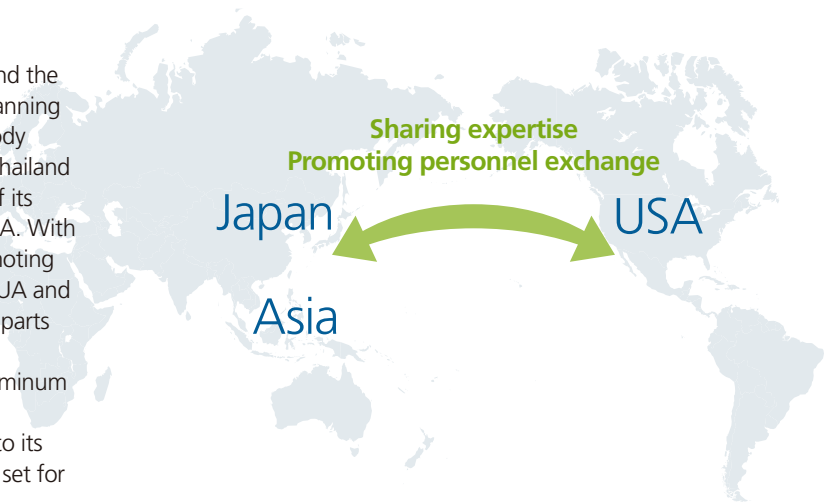 nd the
anning
ody
hailand
f its
A. With
noting
UA and
parts
minum
to its
set for
Sharing expertise
Promoting personnel exchange
Japan
USA
Asia